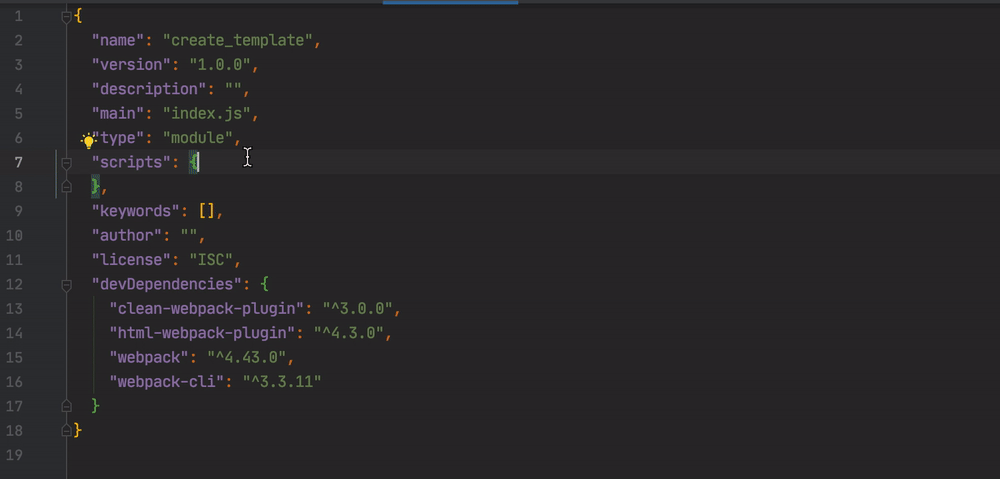 1 {
2 "name": "create_template",
3 "version": "1.0.0",
4 "description": "",
5 "main": "index.js",
6 "type": "module",
7 "scripts": {
8 },
9 "keywords": [],
10 "author": "",
11 "license": "ISC",
12 "devDependencies": {
13 "clean-webpack-plugin": "^3.0.0",
14 "html-webpack-plugin": "^4.3.0",
15 "webpack": "^4.43.0",
16 "webpack-cli": "^3.3.11"
17 }
18 }
19